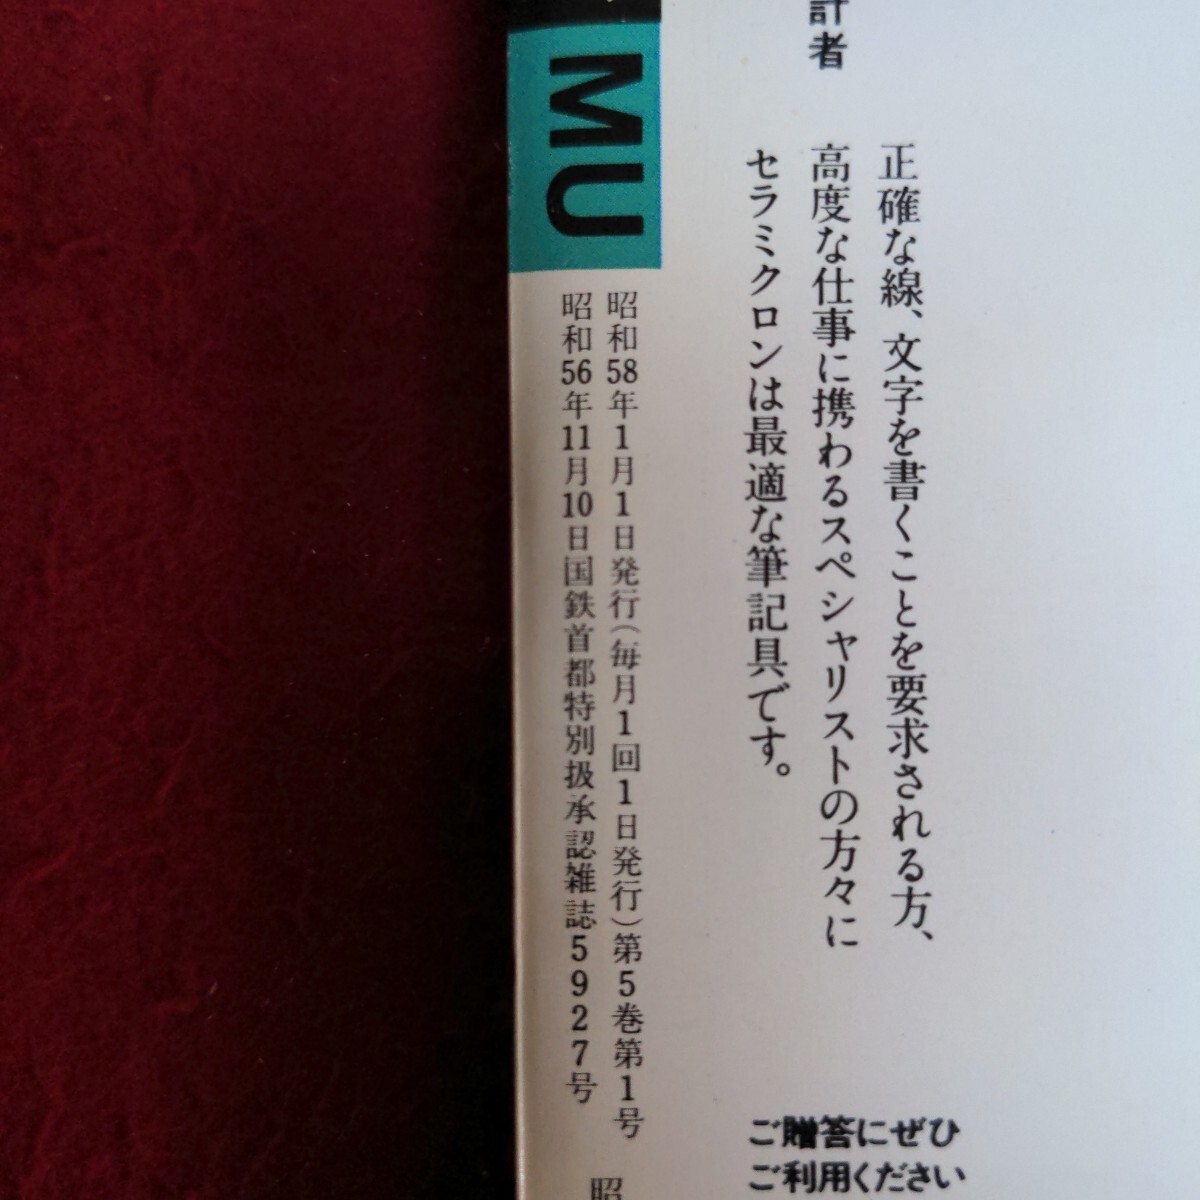 計者
正確な線、文字を書くことを要求される方、
高度な仕事に携わるスペシャリストの方々に
セラミクロンは最適な筆記具です。
ご贈答にぜひ
ご利用ください
MU
昭和58年1月1日発行(毎月1回1日発行)第5巻第1号
昭和56年11月10日国鉄首都特別扱承認雑誌5927号
昭